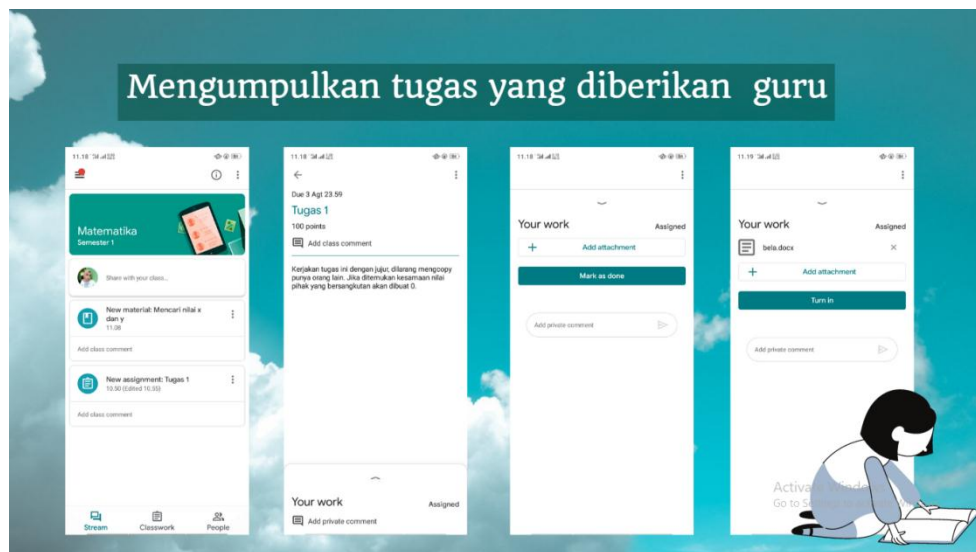 Mengumpulkan tugas yang diberikan guru
11.18
Matematika
Semester 1
Share with your class...
New material: Mencari nilai x
dan y
11.08
Add class comment
New assignment: Tugas 1
10.50 (Edited 10.55)
Add class comment
Stream
Classwork
People
11.18
Due 3 Agt 23.59
Tugas 1
100 points
Add class comment
Kerjakan tugas ini dengan jujur, dilarang mengcopy
punya orang lain. Jika ditemukan kesamaan nilai
pihak yang bersangkutan akan dibuat 0.
Your work
Assigned
Add private comment
11.18
Your work
Assigned
+ Add attachment
Mark as done
Add private comment
11.19
Your work
Assigned
bela.docx
+ Add attachment
Turn in
Add private comment
Activate Windows
Go to